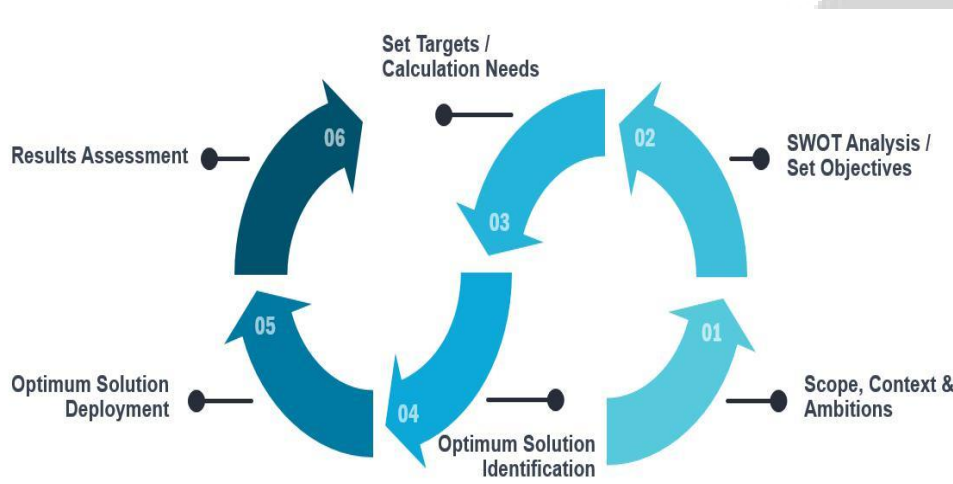 Set Targets /
Calculation Needs
06
02
Results Assessment
SWOT Analysis /
Set Objectives
03
05
01
Optimum Solution
Deployment
04
Scope, Context &
Ambitions
Optimum Solution
Identification